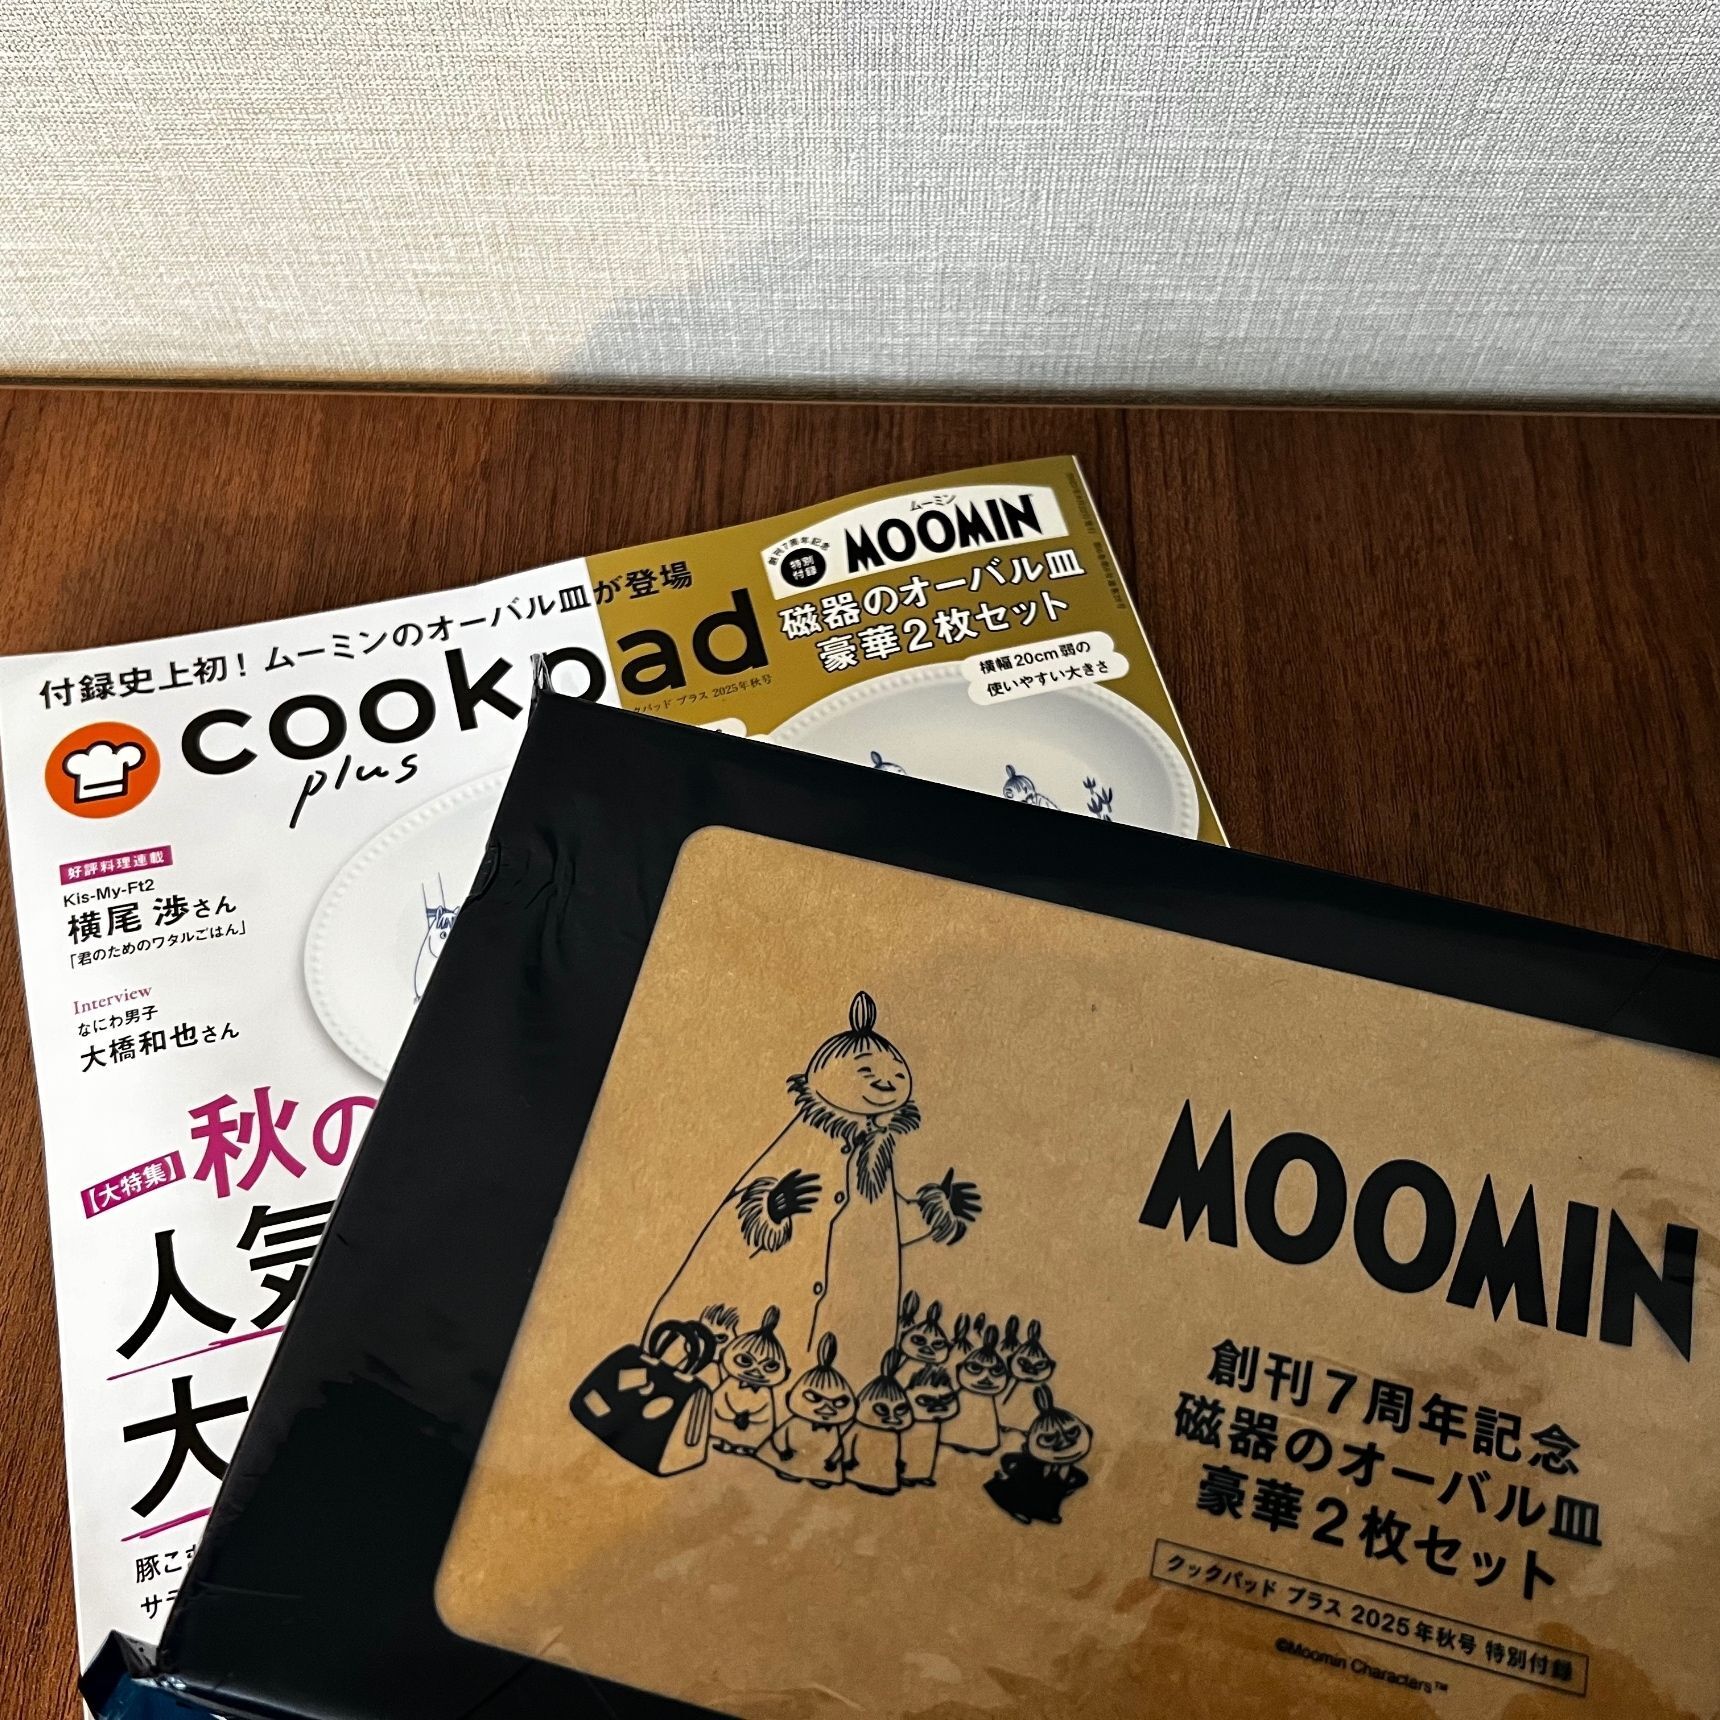 付録史上初！ムーミンのオーバル皿が登場
cookpad
plus
クックパッド プラス 2025年秋号
創刊7周年記念
特別
付録
ムーミン
MOOMIN
磁器のオーバル皿
豪華2枚セット
横幅20cm弱の
使いやすい大きさ
好評料理連載
Kis-My-Ft2
横尾 渉さん
「君のためのワタルごはん」
Interview
なにわ男子
大橋和也さん
【大特集】
秋の
人気
大
豚こま
サラ
MOOMIN
創刊7周年記念
磁器のオーバル皿
豪華2枚セット
クックパッド プラス 2025年秋号 特別付録
©Moomin Characters™